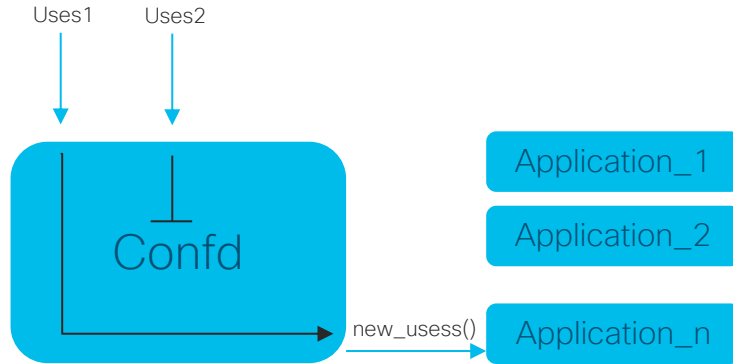 Uses1
Uses2
Application_1
Confd
Application_2
new_usess()
Application_n